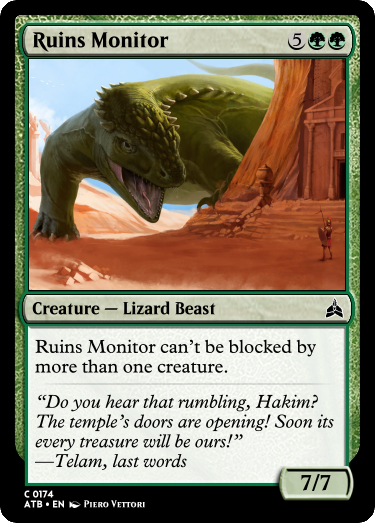 Ruins Monitor 5
Creature — Lizard Beast
Ruins Monitor can't be blocked by
more than one creature.
“Do you hear that rumbling, Hakim?
The temple's doors are opening! Soon its
every treasure will be ours!”
—Telam, last words
7/7
C 0174
ATB • EN Piero Vettori